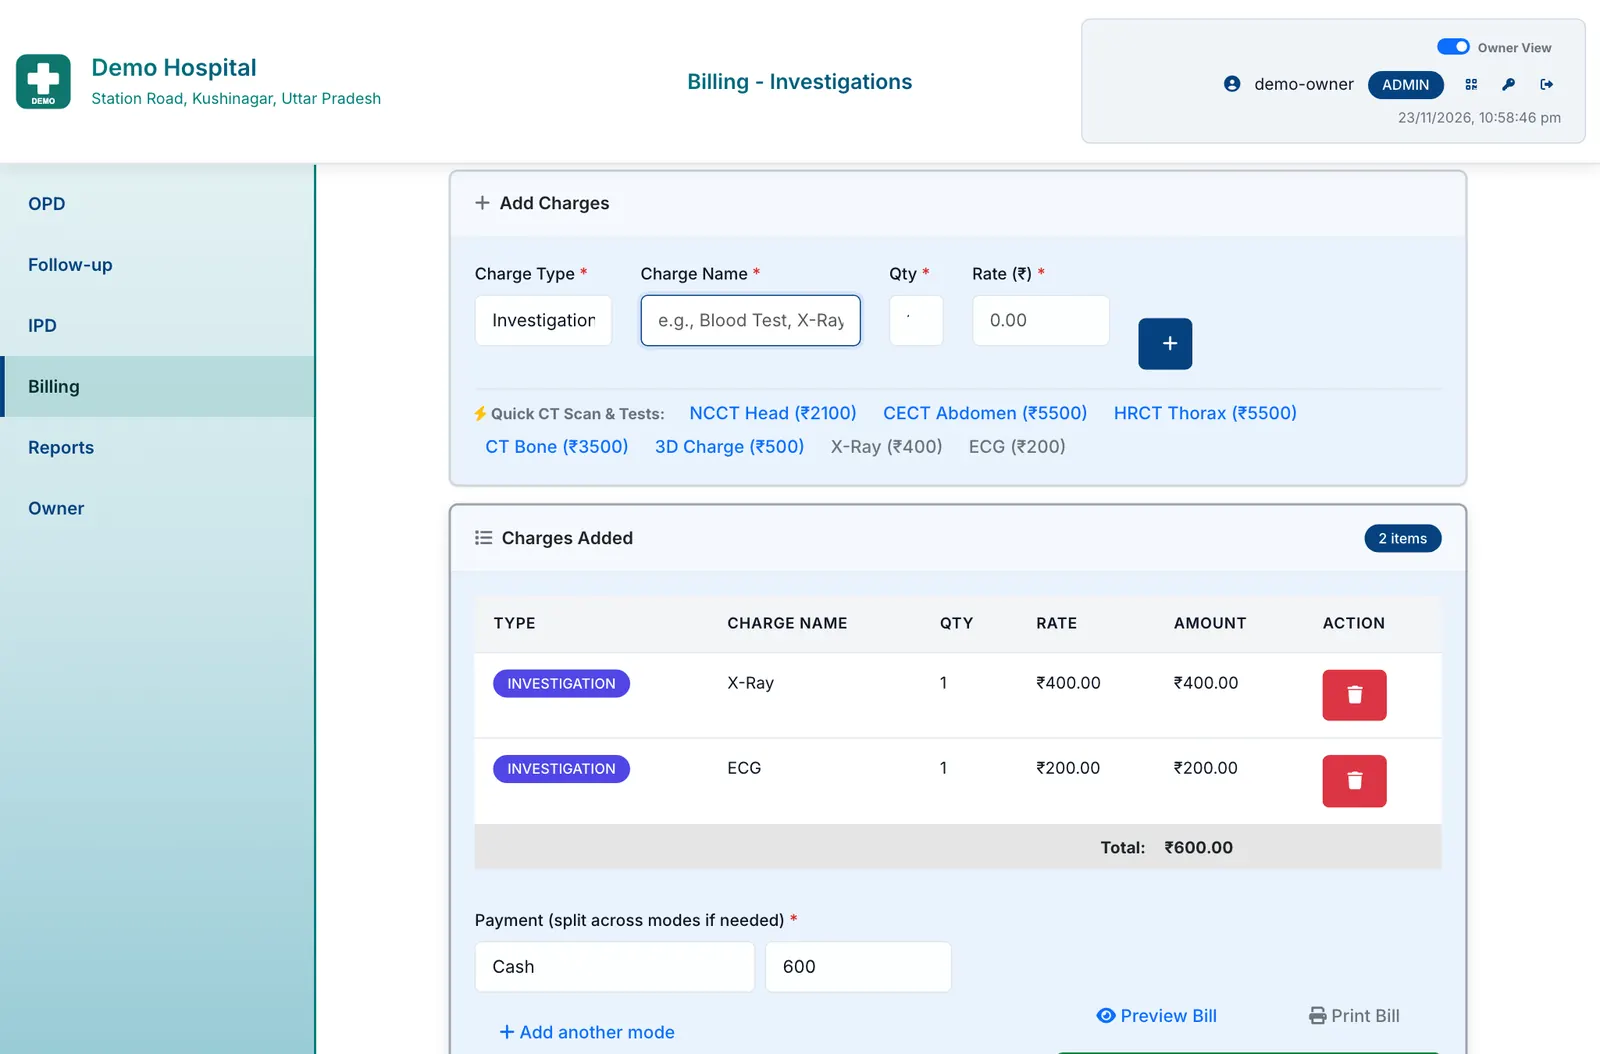 Demo Hospital
DEMO
Station Road, Kushinagar, Uttar Pradesh
Billing - Investigations
Owner View
demo-owner ADMIN
23/11/2026, 10:58:46 pm
OPD
Follow-up
IPD
Billing
Reports
Owner
+ Add Charges
Charge Type * Charge Name * Qty * Rate (₹) *
Investigation e.g., Blood Test, X-Ray 0.00 +
Quick CT Scan & Tests: NCCT Head (₹2100) CECT Abdomen (₹5500) HRCT Thorax (₹5500)
CT Bone (₹3500) 3D Charge (₹500) X-Ray (₹400) ECG (₹200)
Charges Added 2 items
TYPE CHARGE NAME QTY RATE AMOUNT ACTION
INVESTIGATION X-Ray 1 ₹400.00 ₹400.00
INVESTIGATION ECG 1 ₹200.00 ₹200.00
Total: ₹600.00
Payment (split across modes if needed) *
Cash 600
Preview Bill Print Bill
+ Add another mode